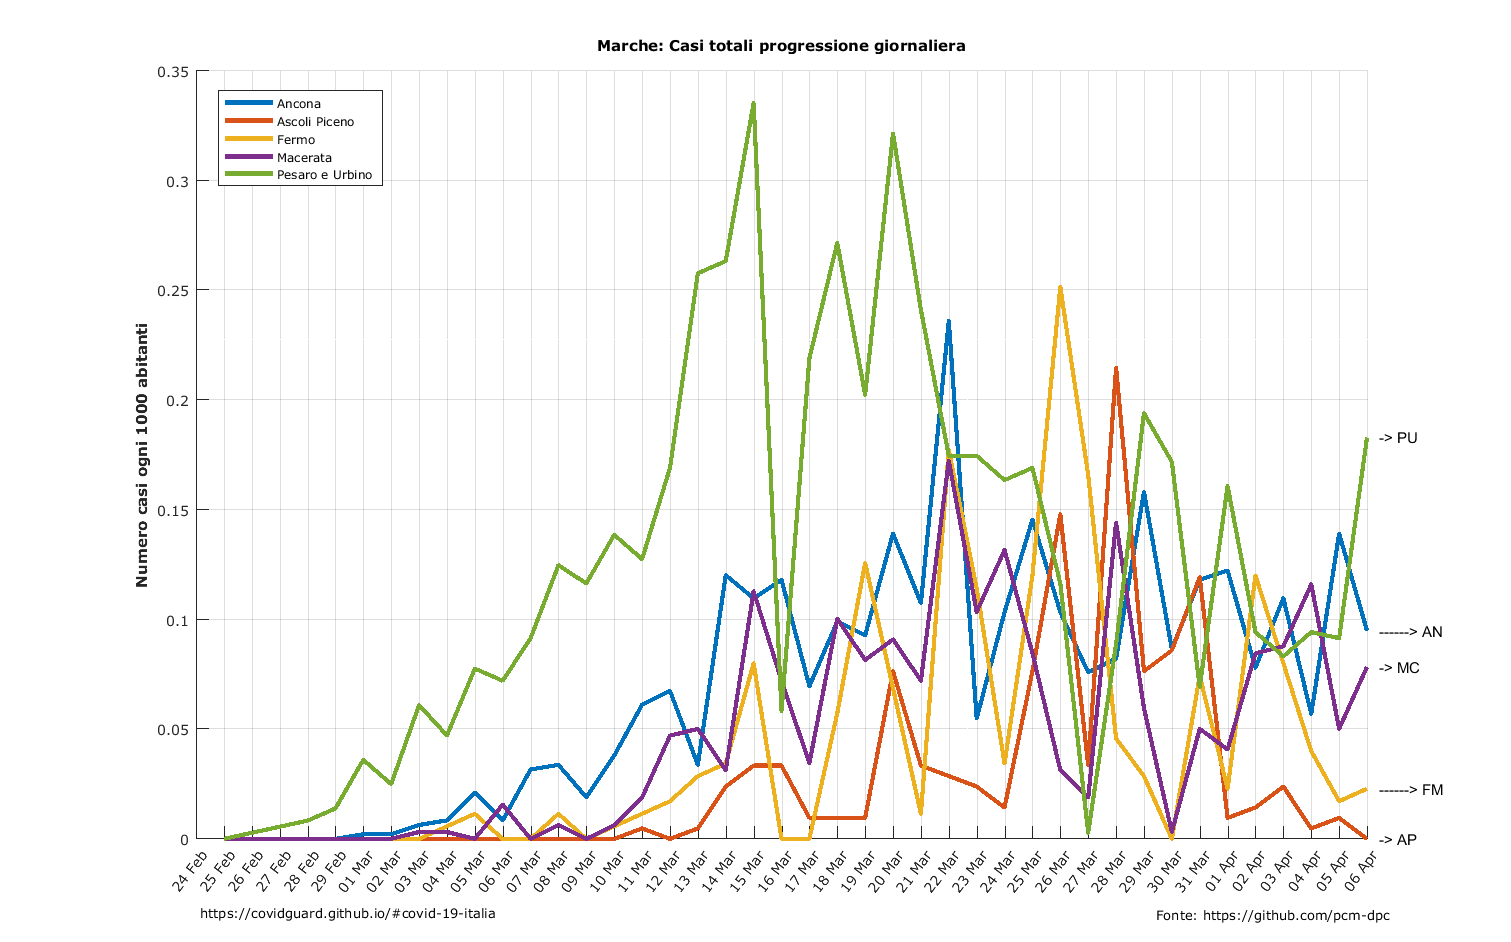 Marche: Casi totali progressione giornaliera
Numero casi ogni 1000 abitanti
0.35
0.3
0.25
0.2
0.15
0.1
0.05
0
Ancona
Ascoli Piceno
Fermo
Macerata
Pesaro e Urbino
-> PU
------> AN
-> MC
------> FM
-> AP
24 Feb
25 Feb
26 Feb
27 Feb
28 Feb
29 Feb
01 Mar
02 Mar
03 Mar
04 Mar
05 Mar
06 Mar
07 Mar
08 Mar
09 Mar
10 Mar
11 Mar
12 Mar
13 Mar
14 Mar
15 Mar
16 Mar
17 Mar
18 Mar
19 Mar
20 Mar
21 Mar
22 Mar
23 Mar
24 Mar
25 Mar
26 Mar
27 Mar
28 Mar
29 Mar
30 Mar
31 Mar
01 Apr
02 Apr
03 Apr
04 Apr
05 Apr
06 Apr
https://covidguard.github.io/#covid-19-italia
Fonte: https://github.com/pcm-dpc